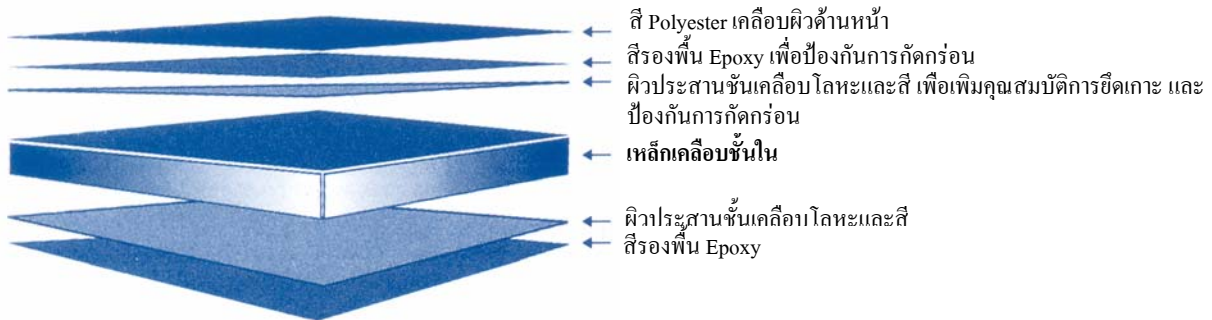 สี Polyester เคลือบผิวด้านหน้า
สีรองพื้น Epoxy เพื่อป้องกันการกัดกร่อน
ผิวประสานชั้นเคลือบโลหะและสี เพื่อเพิ่มคุณสมบัติการยึดเกาะ และ
ป้องกันการกัดกร่อน
เหล็กเคลือบชั้นใน
ผิวประสานชั้นเคลือบโลหะและสี
สีรองพื้น Epoxy